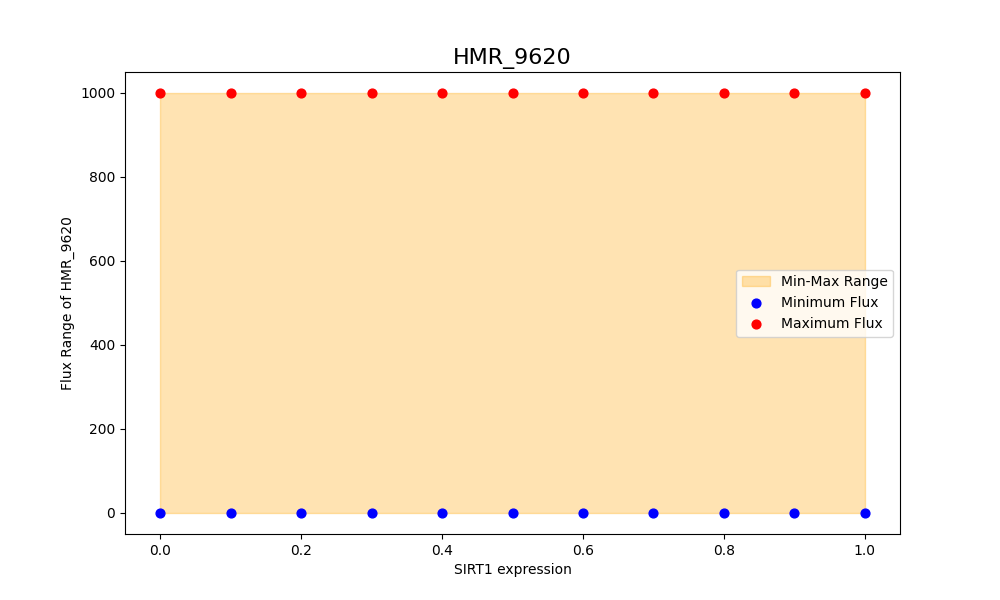 HMR_9620
Flux Range of HMR_9620
1000
800
600
400
200
0
Min-Max Range
Minimum Flux
Maximum Flux
0.0 0.2 0.4 0.6 0.8 1.0
SIRT1 expression